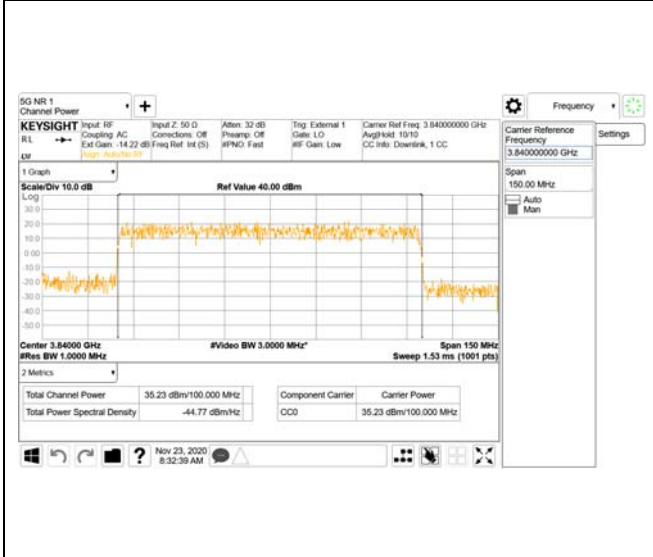 5G NR 1
Channel Power
Frequency
KEYSIGHT Input: RF Input Z: 50 Ω Atten: 32 dB Trig: External 1 Carrier Ref Freq: 3.840000000 GHz
R L Coupling: AC Corrections: Off Preamp: Off Gate: LO Avg|Hold: 10/10
Ext Gain: -14.22 dB Freq Ref: Int (S) #PNO: Fast #IF Gain: Low CC Info: Downlink, 1 CC
Align: Auto/No RF
Carrier Reference
Frequency
3.840000000 GHz
Settings
Span
150.00 MHz
Auto
Man
1 Graph
Scale/Div 10.0 dB Ref Value 40.00 dBm
Log
30.0
20.0
10.0
0.00
-10.0
-20.0
-30.0
-40.0
-50.0
Center 3.84000 GHz #Video BW 3.0000 MHz* Span 150 MHz
#Res BW 1.0000 MHz Sweep 1.53 ms (1001 pts)
2 Metrics
Total Channel Power 35.23 dBm/100.000 MHz Component Carrier Carrier Power
Total Power Spectral Density -44.77 dBm/Hz CC0 35.23 dBm/100.000 MHz
Nov 23, 2020
8:32:39 AM